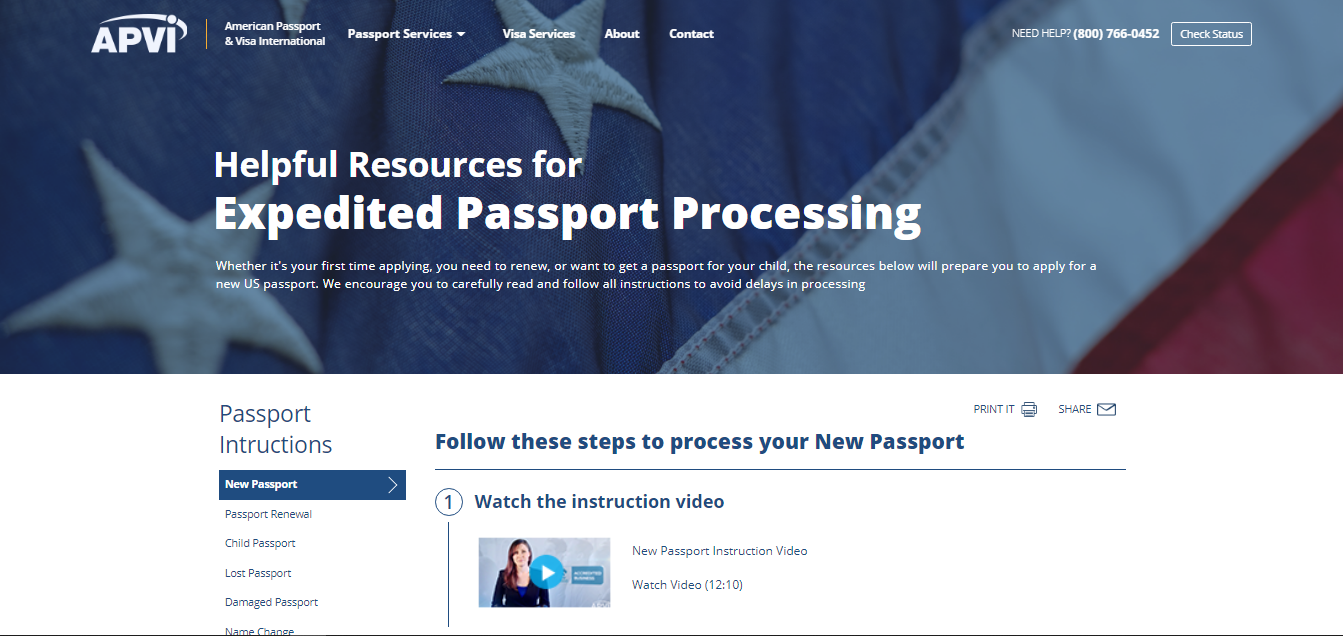 APVI
American Passport
& Visa International
Passport Services
Visa Services
About
Contact
NEED HELP? (800) 766-0452
Check Status
Helpful Resources for
Expedited Passport Processing
Whether it's your first time applying, you need to renew, or want to get a passport for your child, the resources below will prepare you to apply for a
new US passport. We encourage you to carefully read and follow all instructions to avoid delays in processing
Passport
Intructions
New Passport
Passport Renewal
Child Passport
Lost Passport
Damaged Passport
Name Change
PRINT IT
SHARE
Follow these steps to process your New Passport
1 Watch the instruction video
ACCREDITED
BUSINESS
APVI
New Passport Instruction Video
Watch Video (12:10)